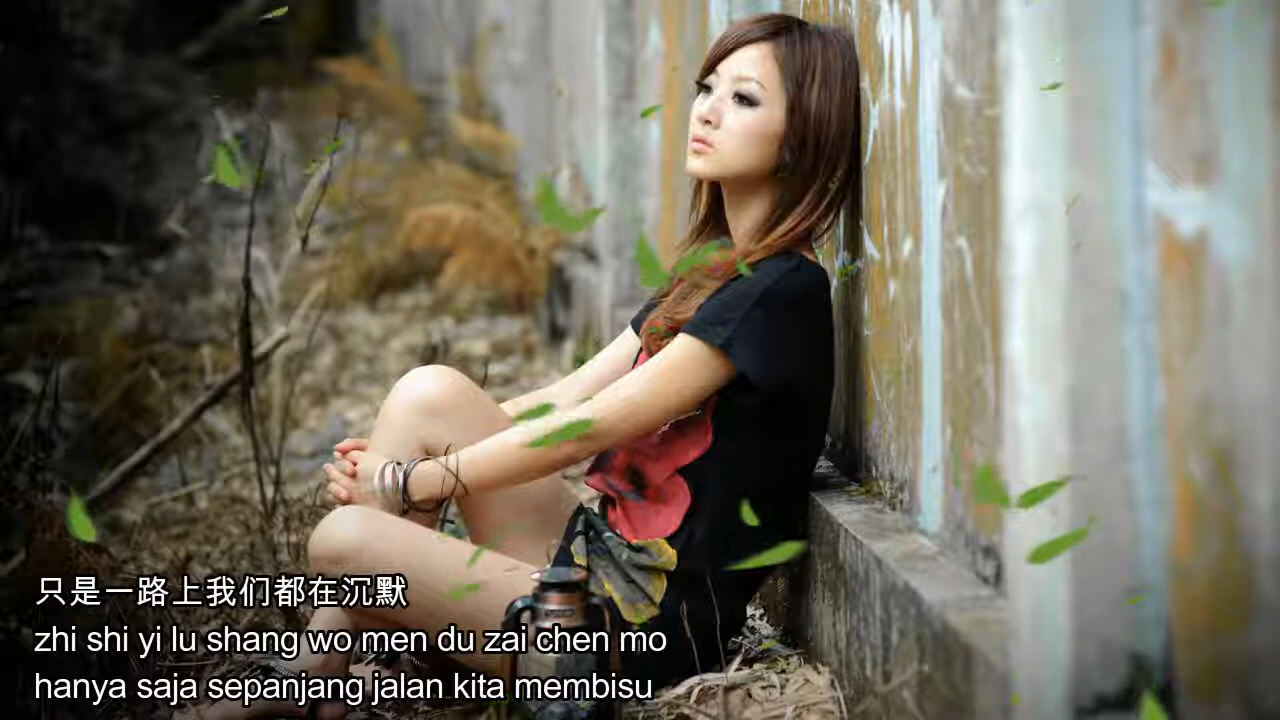 只是一路上我们都在沉默
zhi shi yi lu shang wo men du zai chen mo
hanya saja sepanjang jalan kita membisu